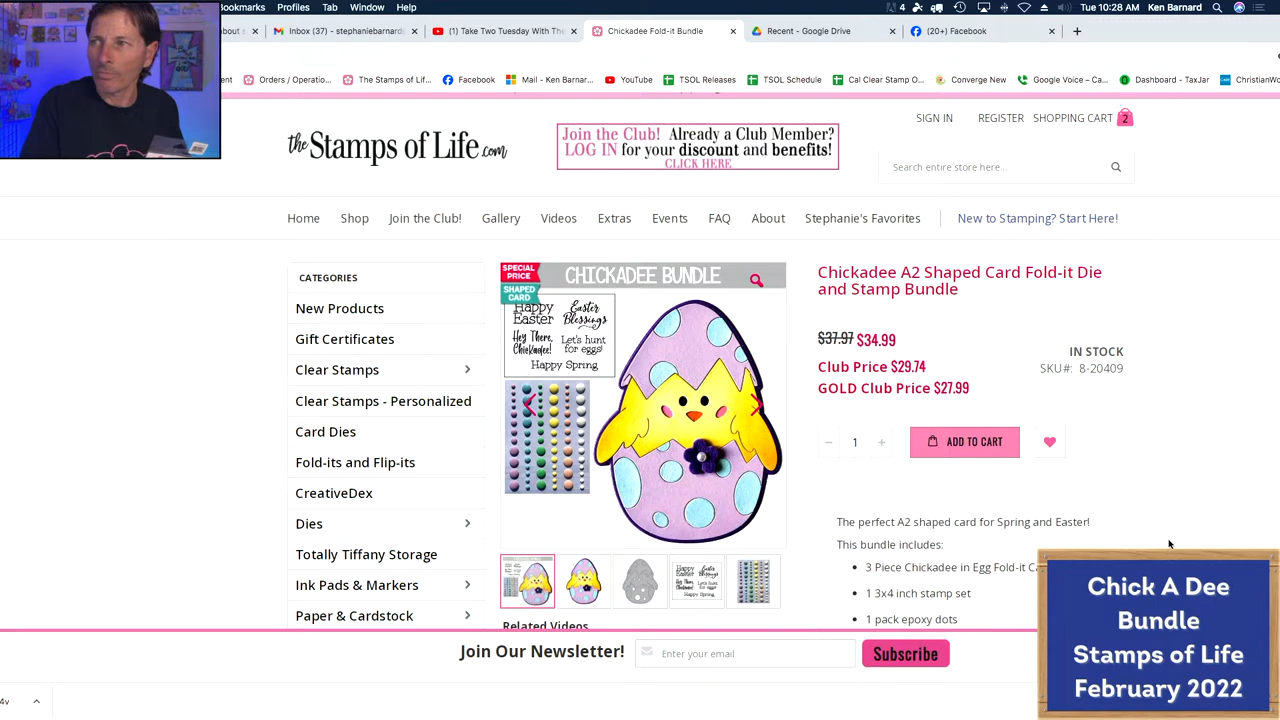 Bookmarks Profiles Tab Window Help
4 Tue 10:28 AM Ken Barnard
about s
Inbox (37) - stephaniebarnard
(1) Take Two Tuesday With The
Chickadee Fold-it Bundle
Recent - Google Drive
(20+) Facebook
Orders / Operatio...
The Stamps of Lif...
Facebook
Mail - Ken Barnar...
YouTube
TSOL Releases
TSOL Schedule
Cal Clear Stamp O...
Converge New
Google Voice – Ca...
Dashboard - TaxJar
ChristianWo
the Stamps of Life.com
Join the Club! Already a Club Member?
LOG IN for your discount and benefits!
CLICK HERE
SIGN IN REGISTER SHOPPING CART 2
Search entire store here...
Home Shop Join the Club! Gallery Videos Extras Events FAQ About Stephanie's Favorites New to Stamping? Start Here!
CATEGORIES
New Products
Gift Certificates
Clear Stamps
Clear Stamps - Personalized
Card Dies
Fold-its and Flip-its
CreativeDex
Dies
Totally Tiffany Storage
Ink Pads & Markers
Paper & Cardstock
SPECIAL
PRICE
SHAPED
CARD
CHICKADEE BUNDLE
Happy
Easter
Easter
Blessings
Hey There,
Chickadee!
Let's hunt
for eggs!
Happy Spring
Related Videos
Chickadee A2 Shaped Card Fold-it Die
and Stamp Bundle
$37.97 $34.99
Club Price $29.74
GOLD Club Price $27.99
IN STOCK
SKU#: 8-20409
1
ADD TO CART
The perfect A2 shaped card for Spring and Easter!
This bundle includes:
3 Piece Chickadee in Egg Fold-it Ca
1 3x4 inch stamp set
1 pack epoxy dots
Join Our Newsletter!
Enter your email
Subscribe
4v
Chick A Dee
Bundle
Stamps of Life
February 2022